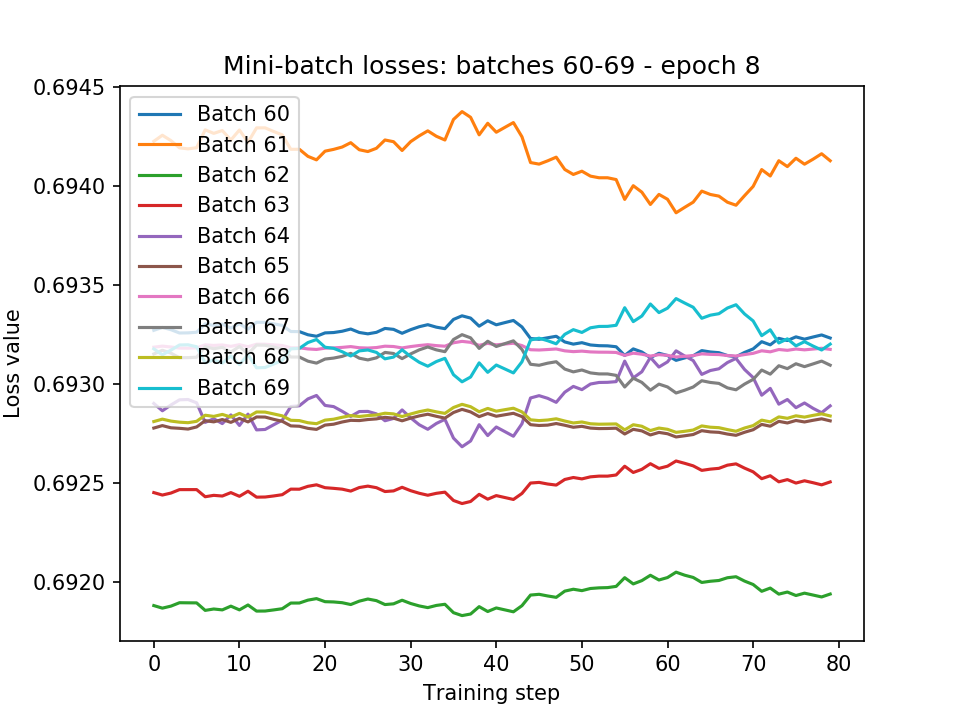 Mini-batch losses: batches 60-69 - epoch 8
0.6945
0.6940
0.6935
0.6930
0.6925
0.6920
Loss value
Batch 60
Batch 61
Batch 62
Batch 63
Batch 64
Batch 65
Batch 66
Batch 67
Batch 68
Batch 69
0 10 20 30 40 50 60 70 80
Training step